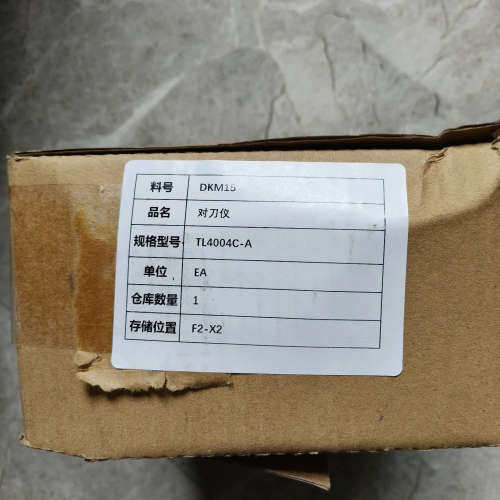 料号 DKM15
品名 对刀仪
规格型号 TL4004C-A
单位 EA
仓库数量 1
存储位置 F2-X2